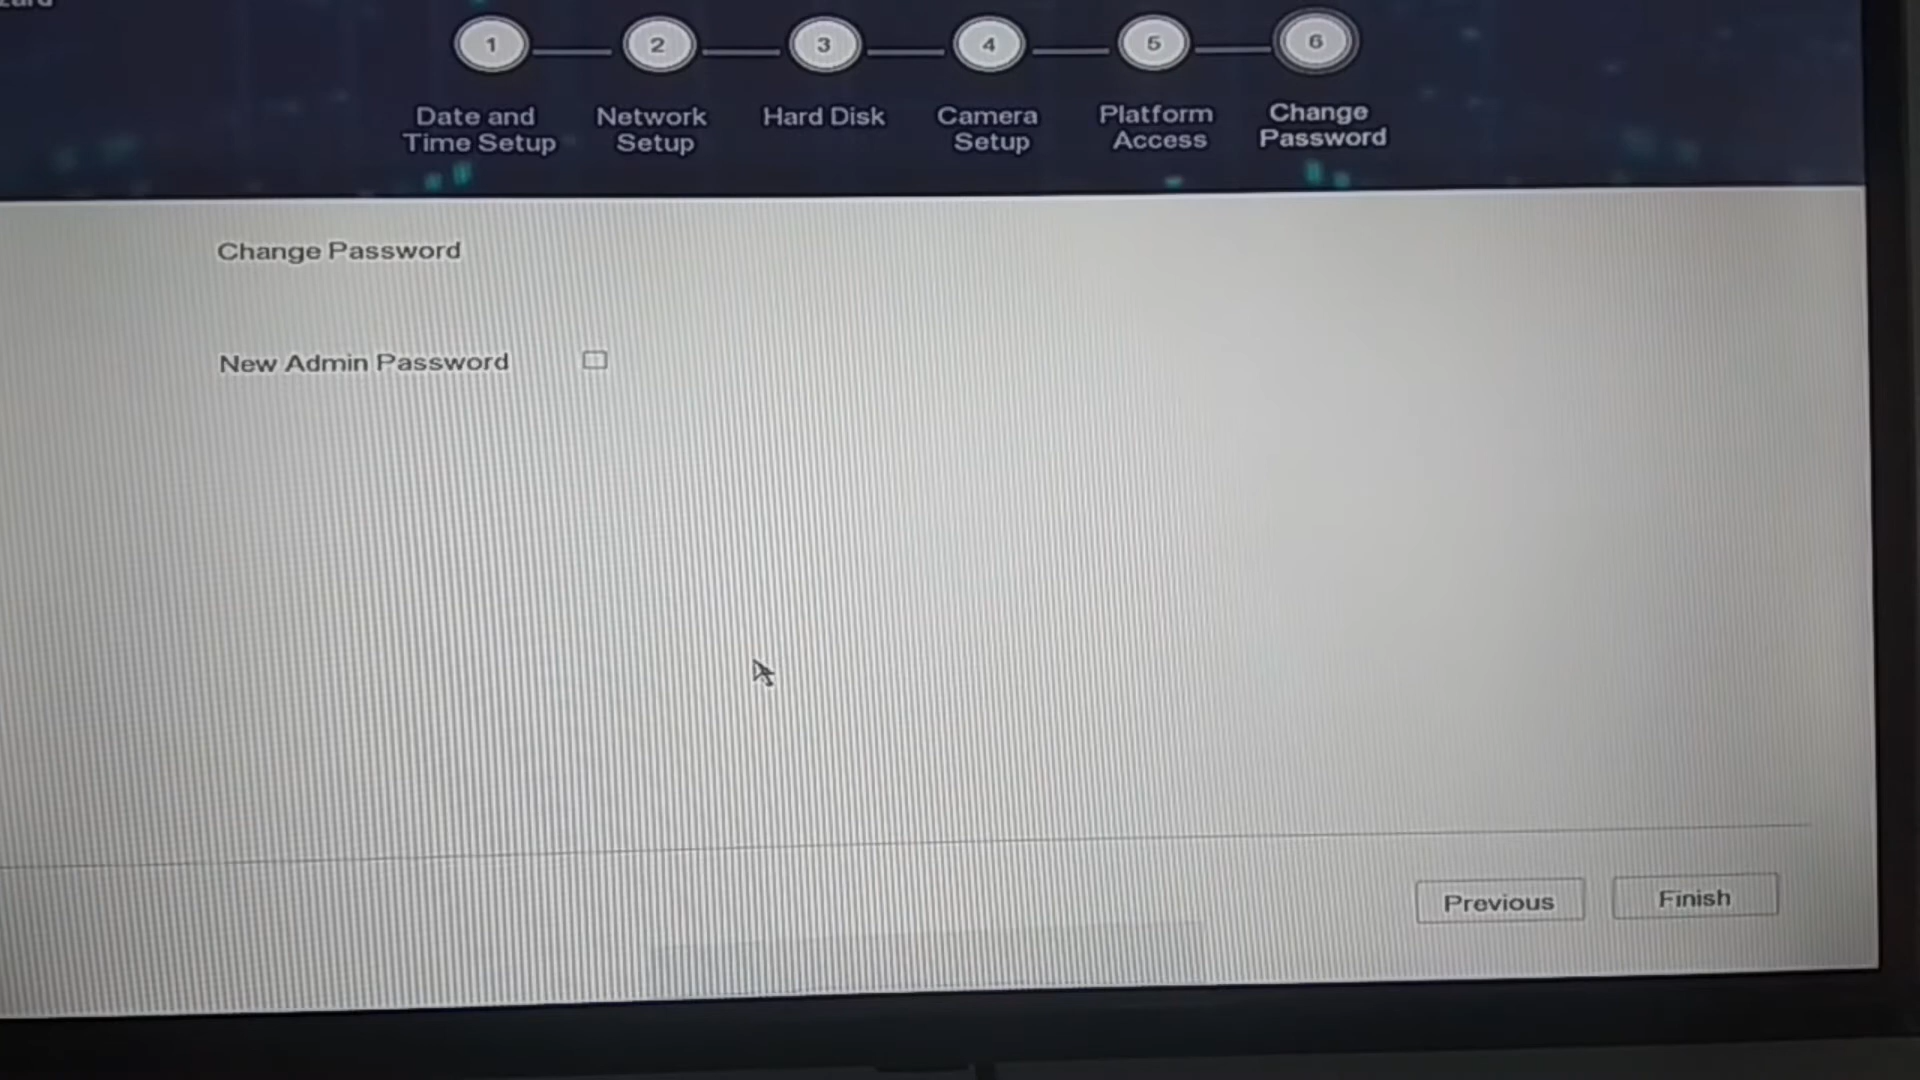 1
2
3
4
5
6
Date and
Time Setup
Network
Setup
Hard Disk
Camera
Setup
Platform
Access
Change
Password
Change Password
New Admin Password
Previous
Finish